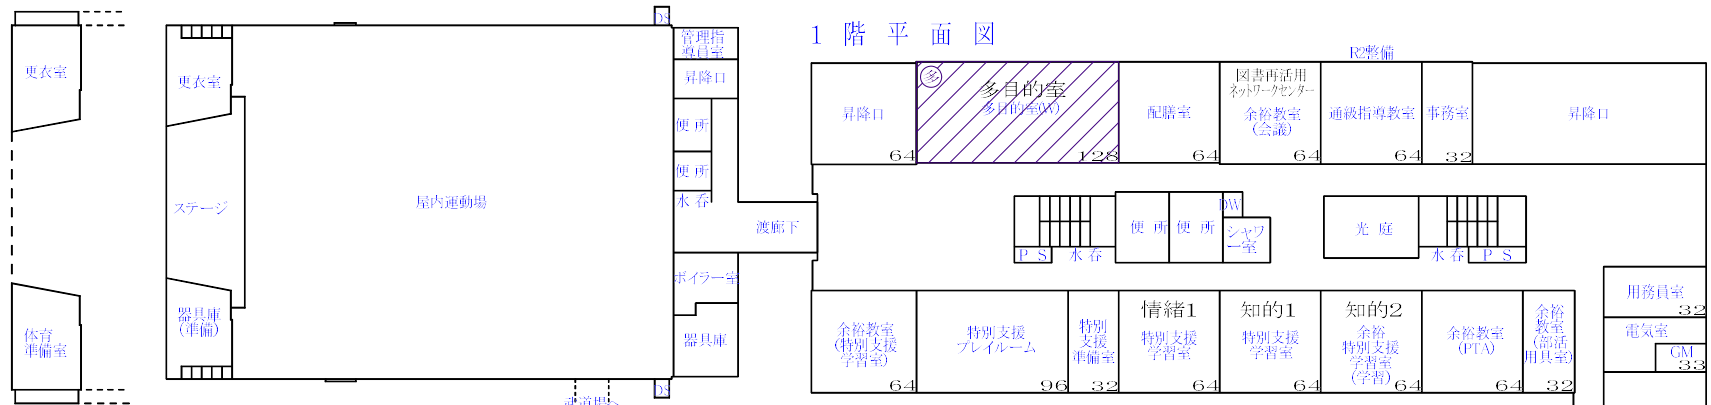 1 階 平 面 図
DS
管理指
導員室
R2整備
更衣室
更衣室
昇降口
昇降口
多
多目的室
多目的室(W)
128
64
配膳室
64
図書再活用
ネットワークセンター
余裕教室
(会議)
64
通級指導教室
64
事務室
32
昇降口
便 所
便 所
水 呑
ステージ
屋内運動場
渡廊下
P S
水 呑
便 所
便 所
DW
シャワ
ー室
光 庭
水 呑
P S
ボイラー室
器具庫
器具庫
(準備)
体育
準備室
余裕教室
(特別支援
学習室)
64
特別支援
プレイルーム
96
特別
支援
準備室
32
情緒1
特別支援
学習室
64
知的1
特別支援
学習室
64
知的2
余裕
特別支援
学習室
(学習)
64
余裕教室
(PTA)
64
余裕
教室
(部活
用具室)
32
用務員室
32
電気室
GM
33
DS
武道場へ